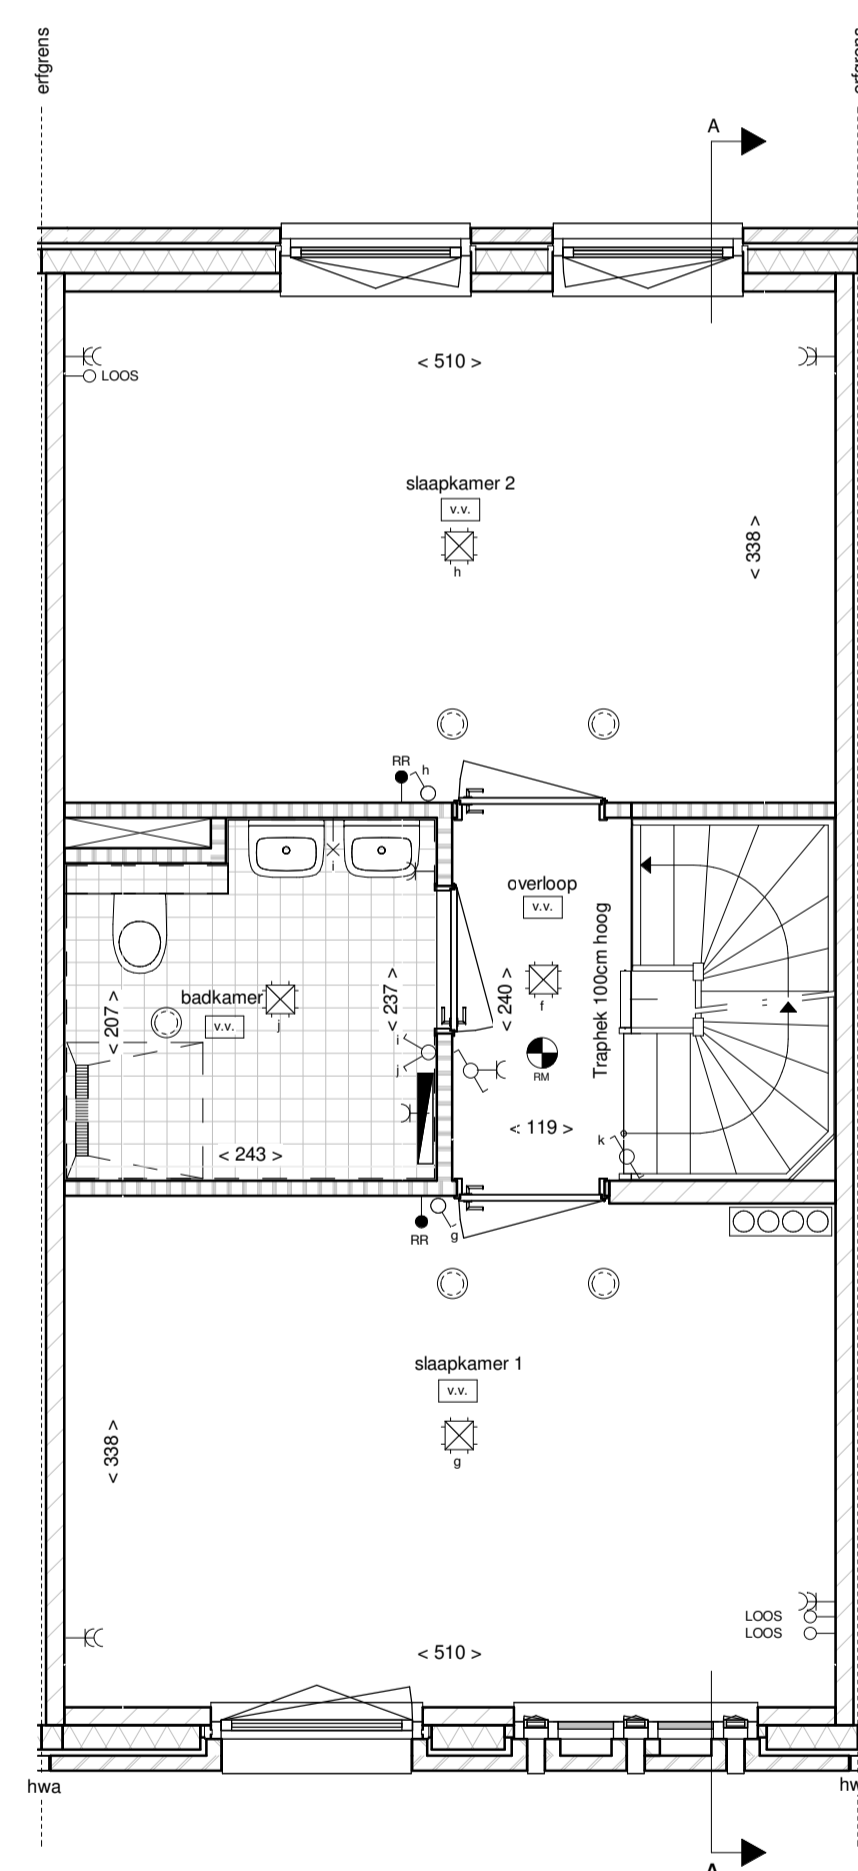 erfgrens
erfgrens
A
< 510 >
LOOS
slaapkamer 2
v.v.
< 338 >
h
RR
h
i
overloop
v.v.
Traphek 100cm hoog
badkamer
v.v.
j
< 207 >
< 237 >
< 240 >
f
RM
i
j
< 119 >
k
< 243 >
RR
g
slaapkamer 1
v.v.
g
< 338 >
LOOS
LOOS
< 510 >
hwa
hw
A